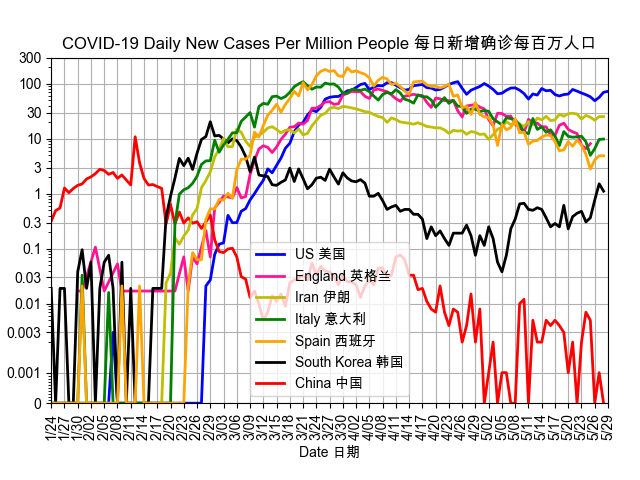 COVID-19 Daily New Cases Per Million People 每日新增确诊每百万人口
300
100
30
10
3
1
0.3
0.1
0.03
0.01
0.003
0.001
0
US 美国
England 英格兰
Iran 伊朗
Italy 意大利
Spain 西班牙
South Korea 韩国
China 中国
1/24 1/27 1/30 2/02 2/05 2/08 2/11 2/14 2/17 2/20 2/23 2/26 2/29 3/03 3/06 3/09 3/12 3/15 3/18 3/21 3/24 3/27 3/30 4/02 4/05 4/08 4/11 4/14 4/17 4/20 4/23 4/26 4/29 5/02 5/05 5/08 5/11 5/14 5/17 5/20 5/23 5/26 5/29
Date 日期